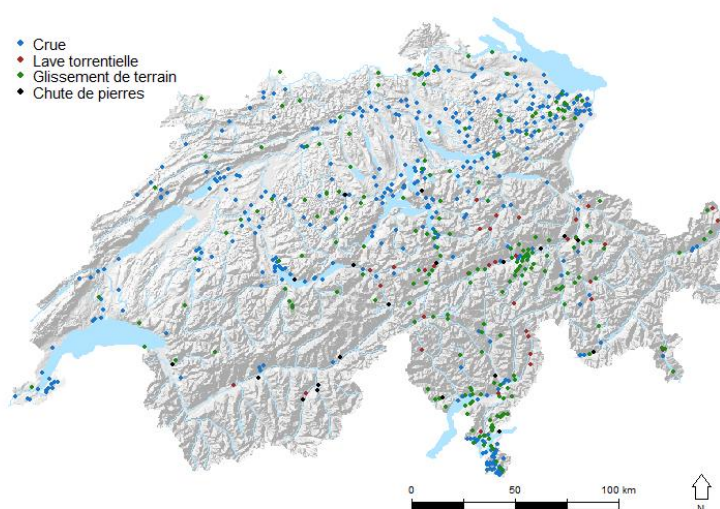 Crue
Lave torrentielle
Glissement de terrain
Chute de pierres
0 50 100 km
N